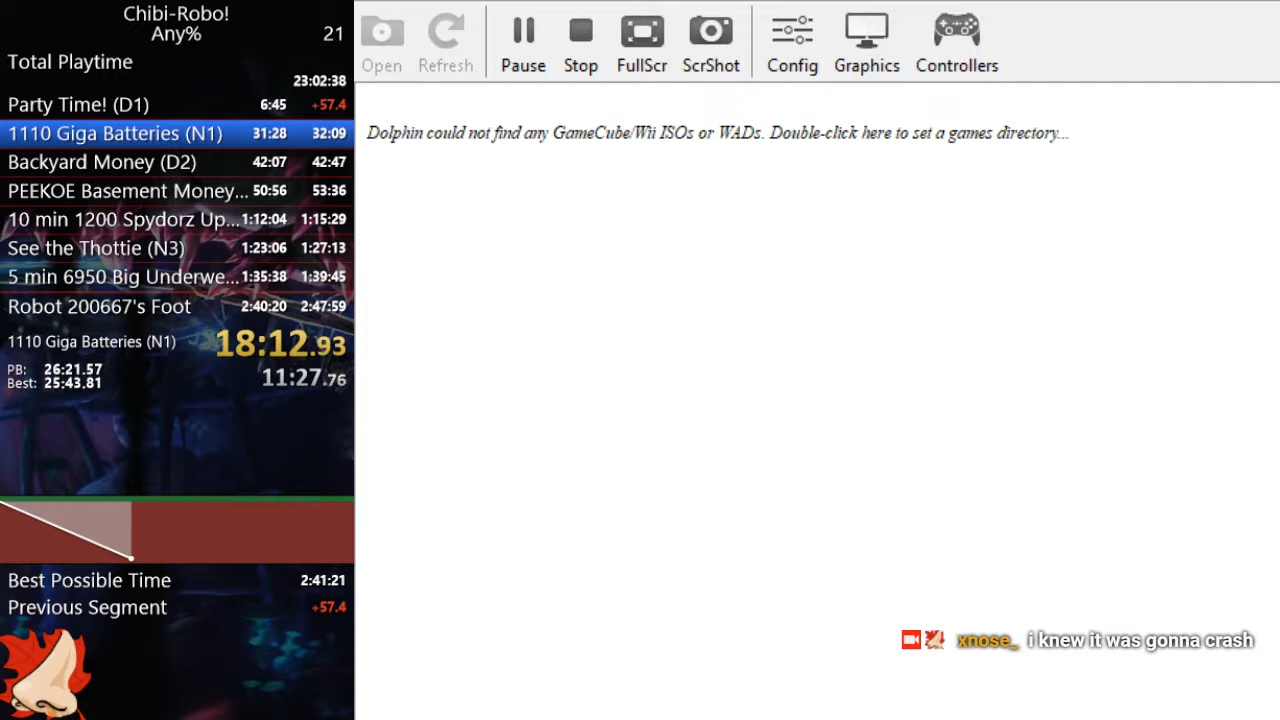 Chibi-Robo!
Any%
21
Total Playtime
23:02:38
Party Time! (D1) 6:45 +57.4
1110 Giga Batteries (N1) 31:28 32:09
Backyard Money (D2) 42:07 42:47
PEEKOE Basement Money... 50:56 53:36
10 min 1200 Spydorz Up... 1:12:04 1:15:29
See the Thottie (N3) 1:23:06 1:27:13
5 min 6950 Big Underwe... 1:35:38 1:39:45
Robot 200667's Foot 2:40:20 2:47:59
1110 Giga Batteries (N1) 18:12.93
PB: 26:21.57
Best: 25:43.81
11:27.76
Best Possible Time 2:41:21
Previous Segment +57.4
Open Refresh Pause Stop FullScr ScrShot Config Graphics Controllers
Dolphin could not find any GameCube/Wii ISOs or WADs. Double-click here to set a games directory...
xnose_ i knew it was gonna crash